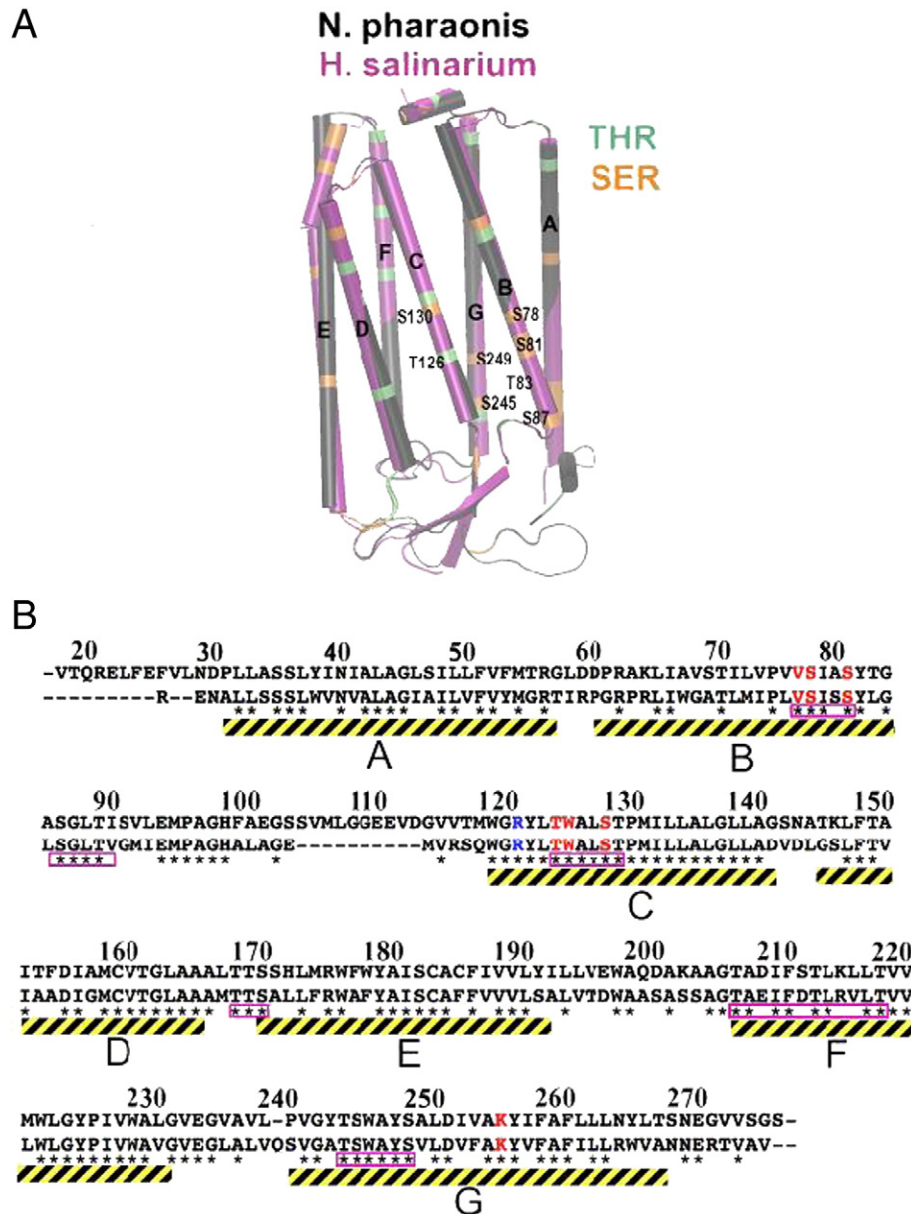 A
N. pharaonis
H. salinarium
THR
SER
A
F
C
B
S78
G
S130
E
D
S81
T126
S249
T83
S245
S87
B
20 30 40 50 60 70 80
-VTQRELFEFVLNDPLLASSLYINIALAGLSILLFVFMTRGLDDPRAKLIAVSTILVPVVSIASYTG
----------R--ENALLSSSLWVNVALAGIAILVFVYMGRTIRPGRPRLIWGATLMIPLVSISSYLG
A
B
90 100 110 120 130 140 150
ASGLTISVLEMPAGHFAEGSSVMLGGEEVDGVVTMWGRYLTWALSTPMILLALGLLAGSNATKLFTA
LSGLTVGMIEMPAGHALAGE-----------MVRSQWGRYLTWALSTPMILLALGLLADVDLGSLFTV
C
160 170 180 190 200 210 220
ITFDIAMCVTGLAAALTTSSHLMRWFWYAISCACFIVVLYILLVEWAQDAKAAGTADIFSTLKLLTVV
IAADIGMCVTGLAAAMTTSALLFRWAFYAISCAFFVVVLSALVTDWAASASSAGTAEIFDTLRVLTVV
D
E
F
230 240 250 260 270
MWLGYPIVWALGVEGVAVL-PVGYTSWAYSALDIVAKYIFAFLLLNYLTSNEGVVSGS-
LWLGYPIVWAVGVEGLALVQSVGATSWAYSVLDVFAKYVFAFILLRWVANNERTVAV--
G